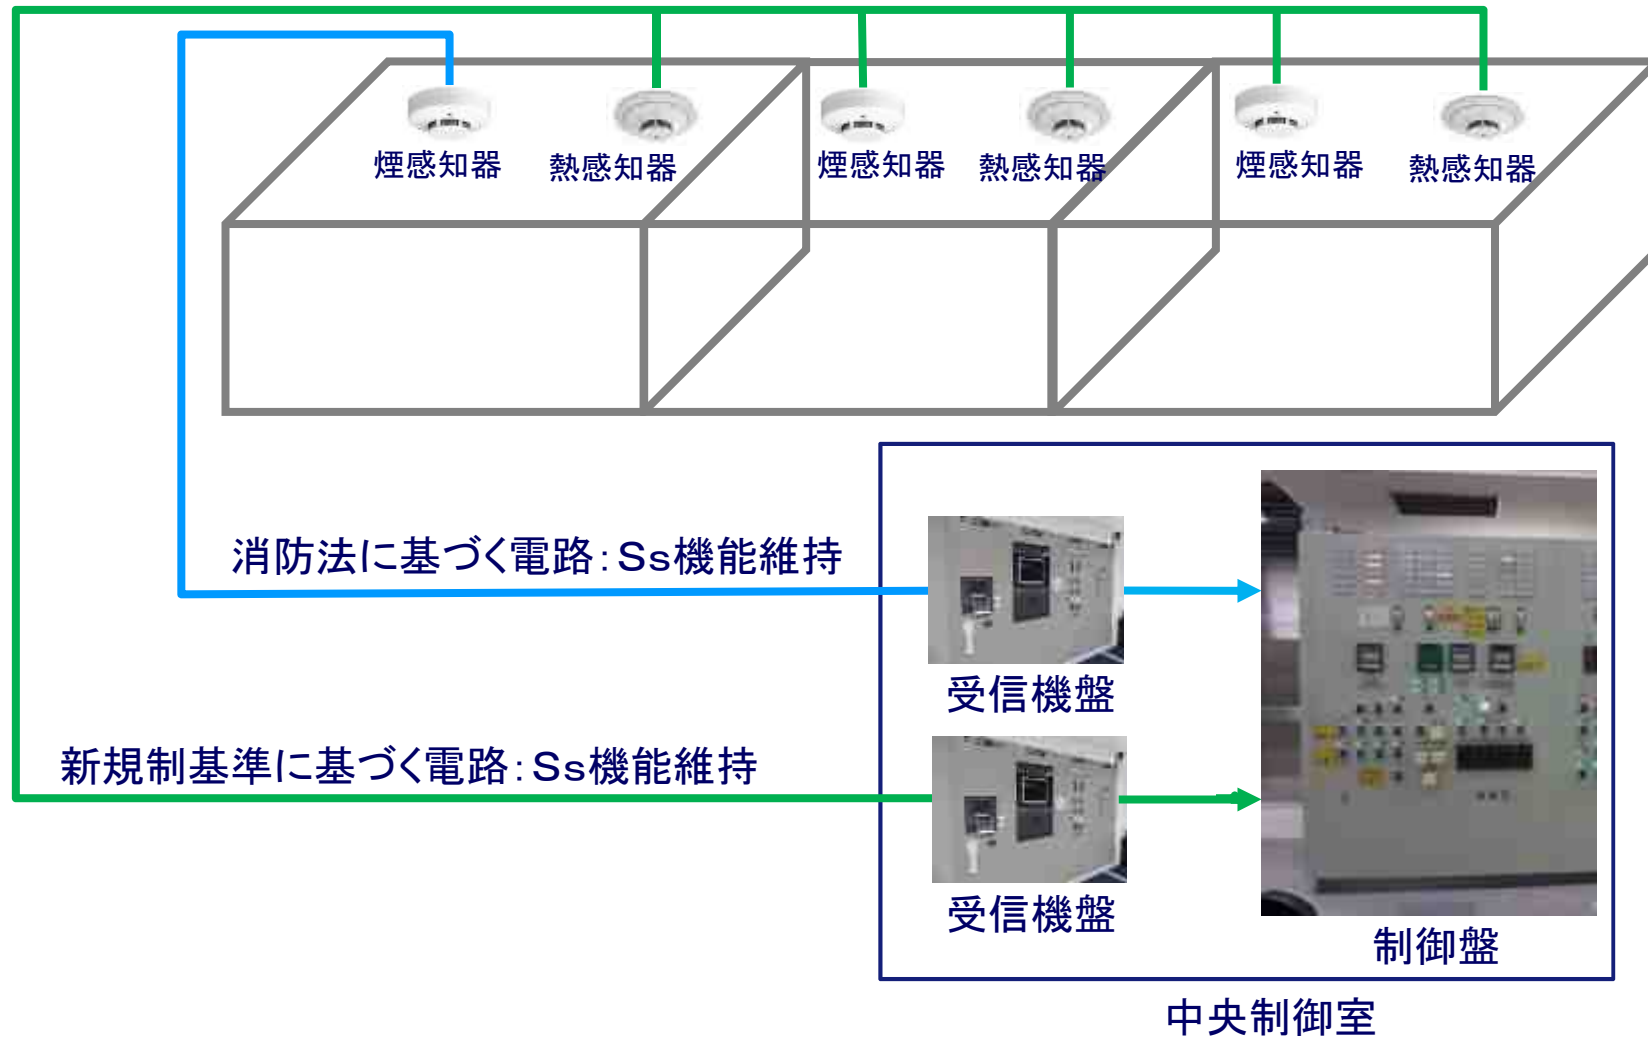 煙感知器
熱感知器
煙感知器
熱感知器
煙感知器
熱感知器
消防法に基づく電路：Ss機能維持
受信機盤
新規制基準に基づく電路：Ss機能維持
受信機盤
制御盤
中央制御室